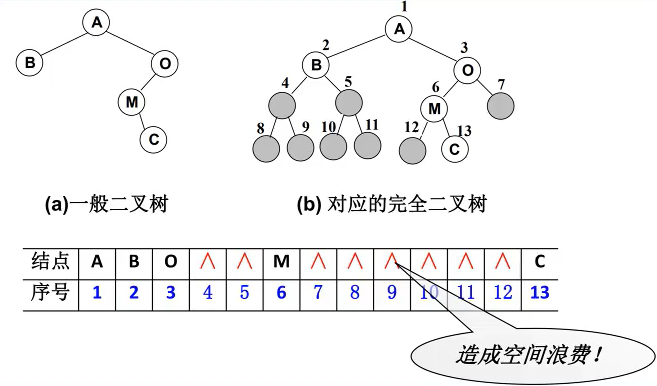 A
B
O
M
C
1
A
2
3
B
O
4
5
6
7
M
8
9
10
11
12
13
C
(a)一般二叉树
(b) 对应的完全二叉树
结点 A B O ∧ ∧ M ∧ ∧ ∧ ∧ ∧ ∧ C
序号 1 2 3 4 5 6 7 8 9 10 11 12 13
造成空间浪费！